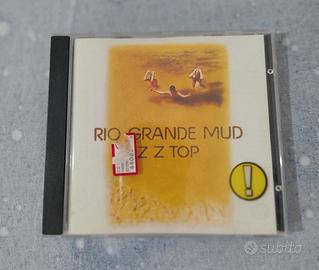 RIO GRANDE MUD
Z Z TOP
!
subito